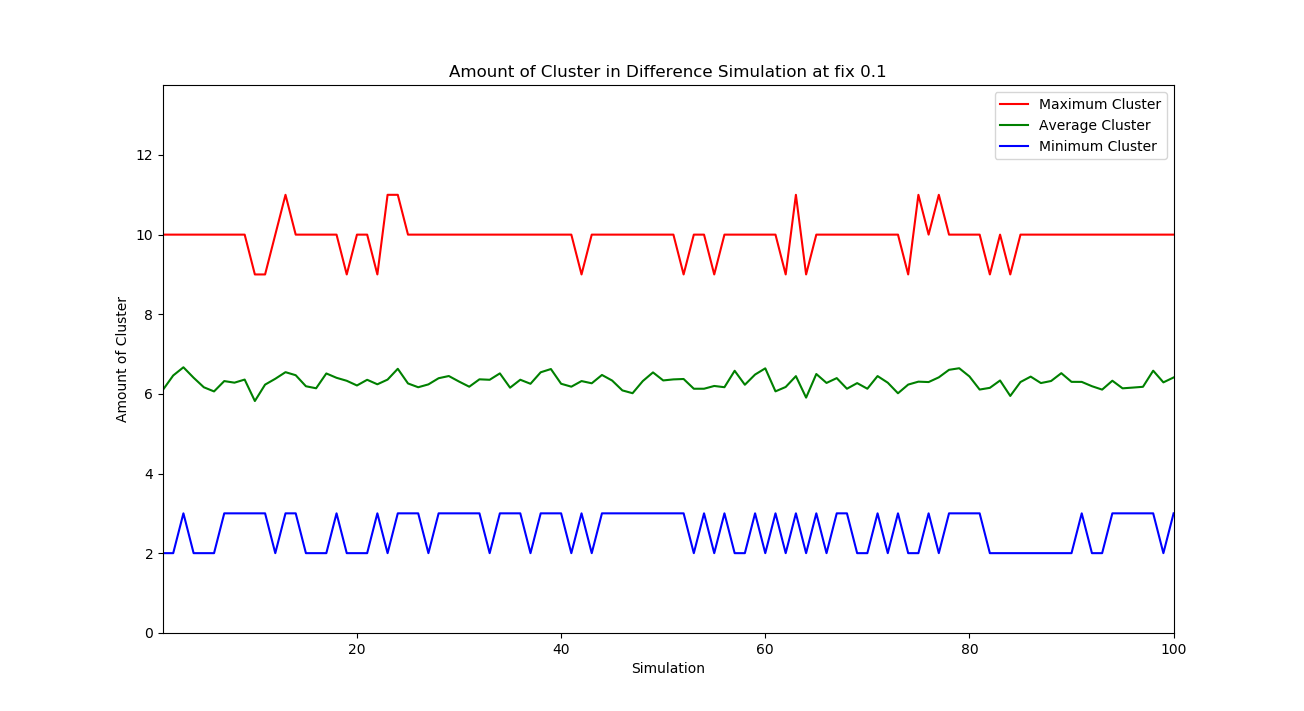 Amount of Cluster in Difference Simulation at fix 0.1
Maximum Cluster
Average Cluster
Minimum Cluster
Amount of Cluster
12
10
8
6
4
2
0
20
40
60
80
100
Simulation